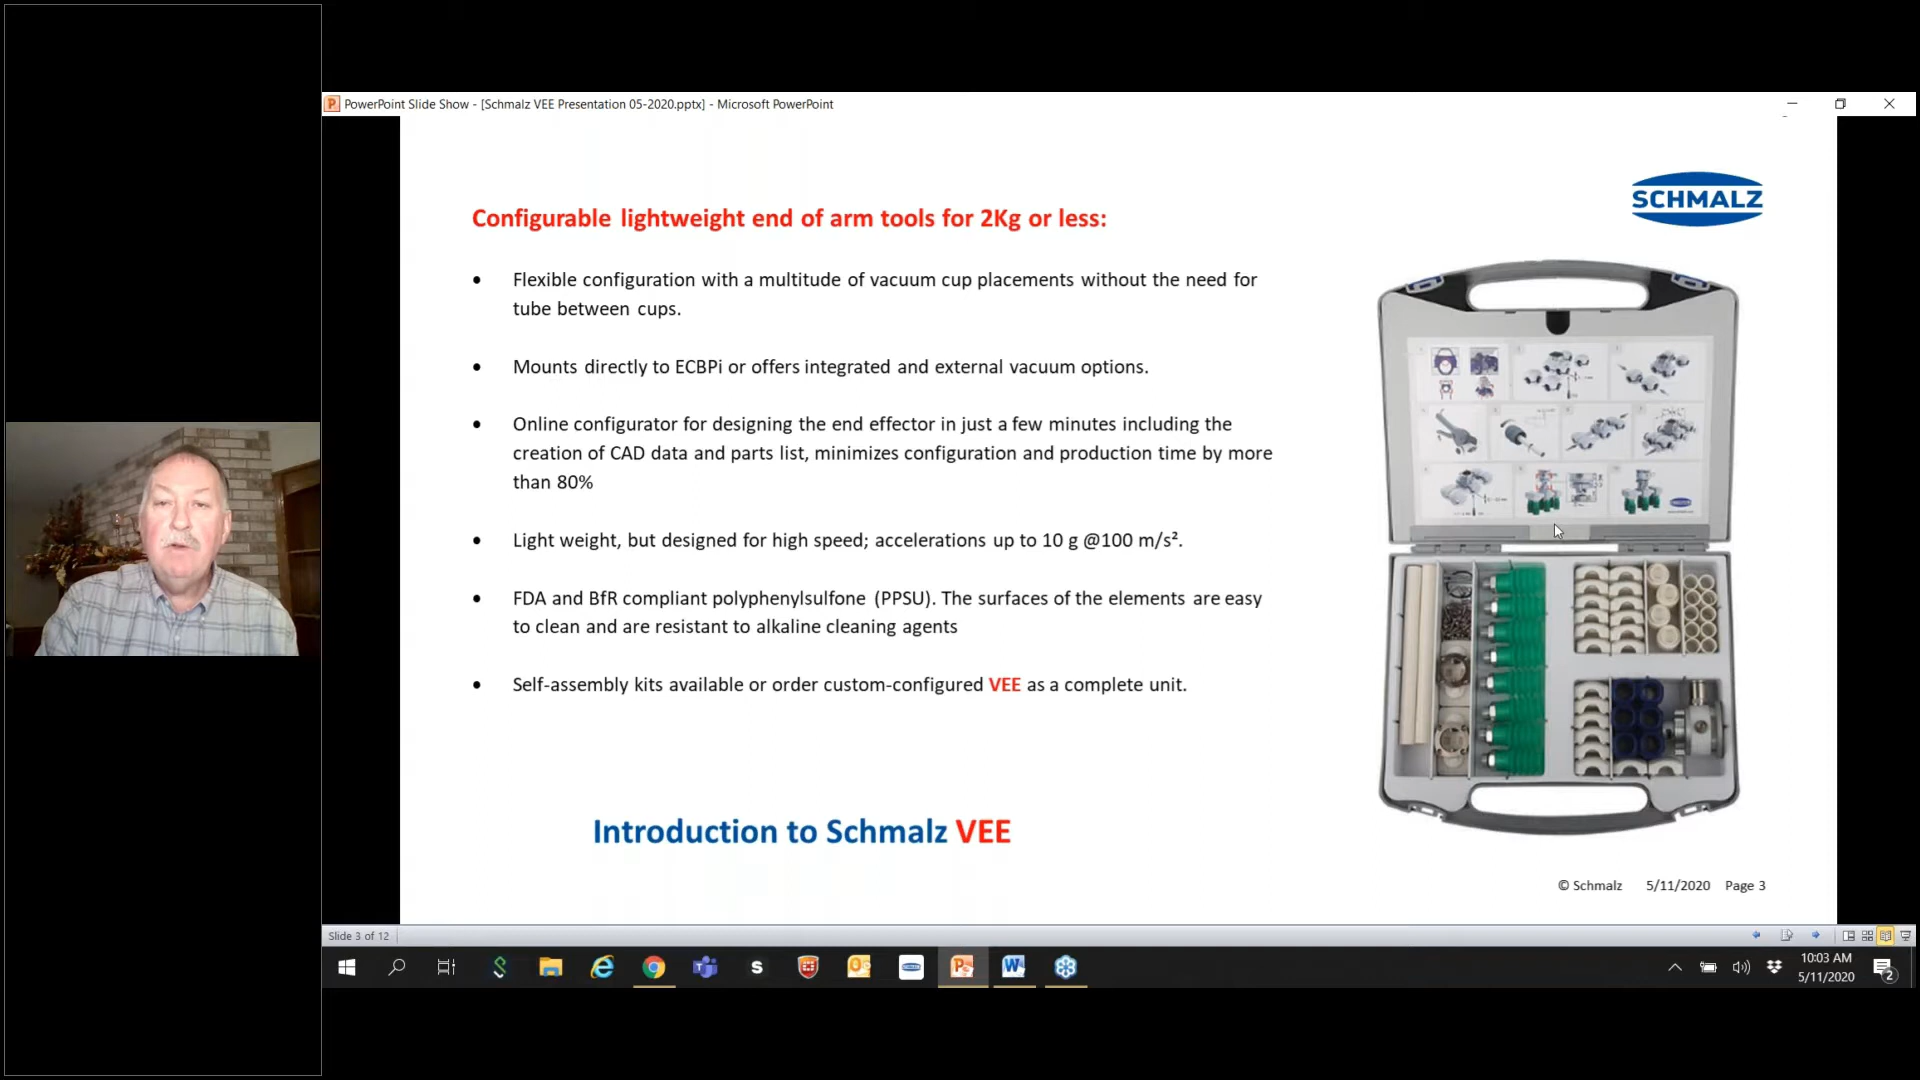 PowerPoint Slide Show - [Schmalz VEE Presentation 05-2020.pptx] - Microsoft PowerPoint
SCHMALZ
Configurable lightweight end of arm tools for 2Kg or less:
• Flexible configuration with a multitude of vacuum cup placements without the need for
tube between cups.
• Mounts directly to ECBPi or offers integrated and external vacuum options.
• Online configurator for designing the end effector in just a few minutes including the
creation of CAD data and parts list, minimizes configuration and production time by more
than 80%
• Light weight, but designed for high speed; accelerations up to 10 g @100 m/s².
• FDA and BfR compliant polyphenylsulfone (PPSU). The surfaces of the elements are easy
to clean and are resistant to alkaline cleaning agents
• Self-assembly kits available or order custom-configured VEE as a complete unit.
Introduction to Schmalz VEE
© Schmalz 5/11/2020 Page 3
Slide 3 of 12
10:03 AM
5/11/2020
2